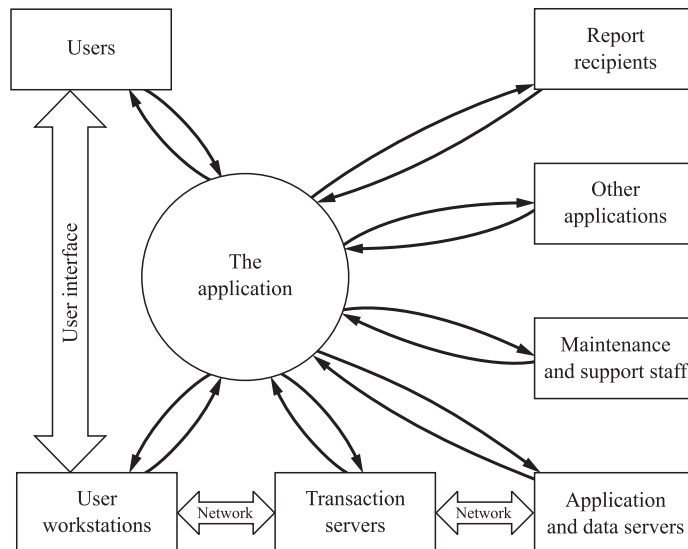 Users
Report
recipients
Other
applications
The
application
User interface
Maintenance
and support staff
User
workstations
Network
Transaction
servers
Network
Application
and data servers